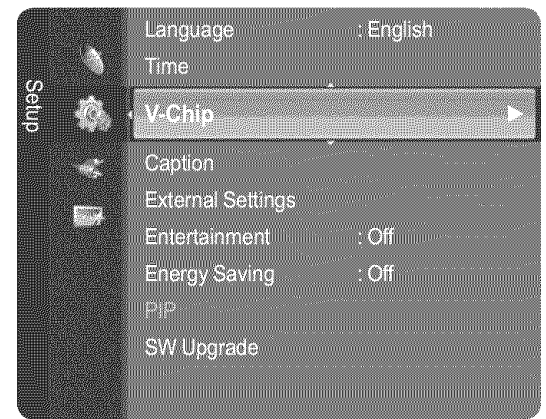 Setup
Language : English
Time
V-Chip
Caption
External Settings
Entertainment : Off
Energy Saving : Off
PIP
SW Upgrade